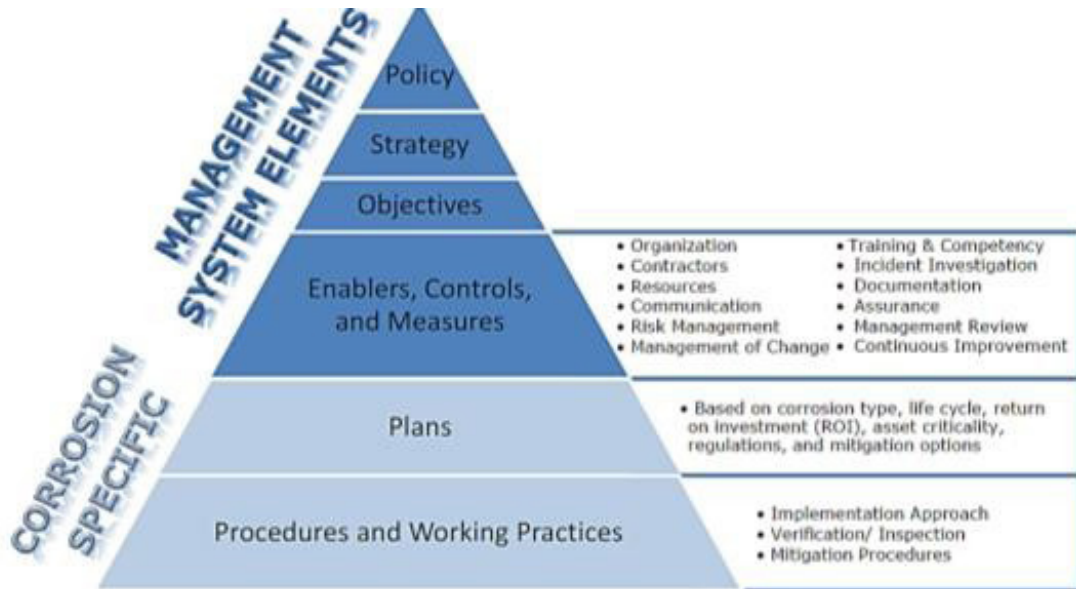 MANAGEMENT
SYSTEM ELEMENTS
Policy
Strategy
Objectives
Enablers, Controls,
and Measures
• Organization
• Contractors
• Resources
• Communication
• Risk Management
• Management of Change
• Training & Competency
• Incident Investigation
• Documentation
• Assurance
• Management Review
• Continuous Improvement
CORROSION
SPECIFIC
Plans
• Based on corrosion type, life cycle, return
on investment (ROI), asset criticality,
regulations, and mitigation options
Procedures and Working Practices
• Implementation Approach
• Verification/ Inspection
• Mitigation Procedures